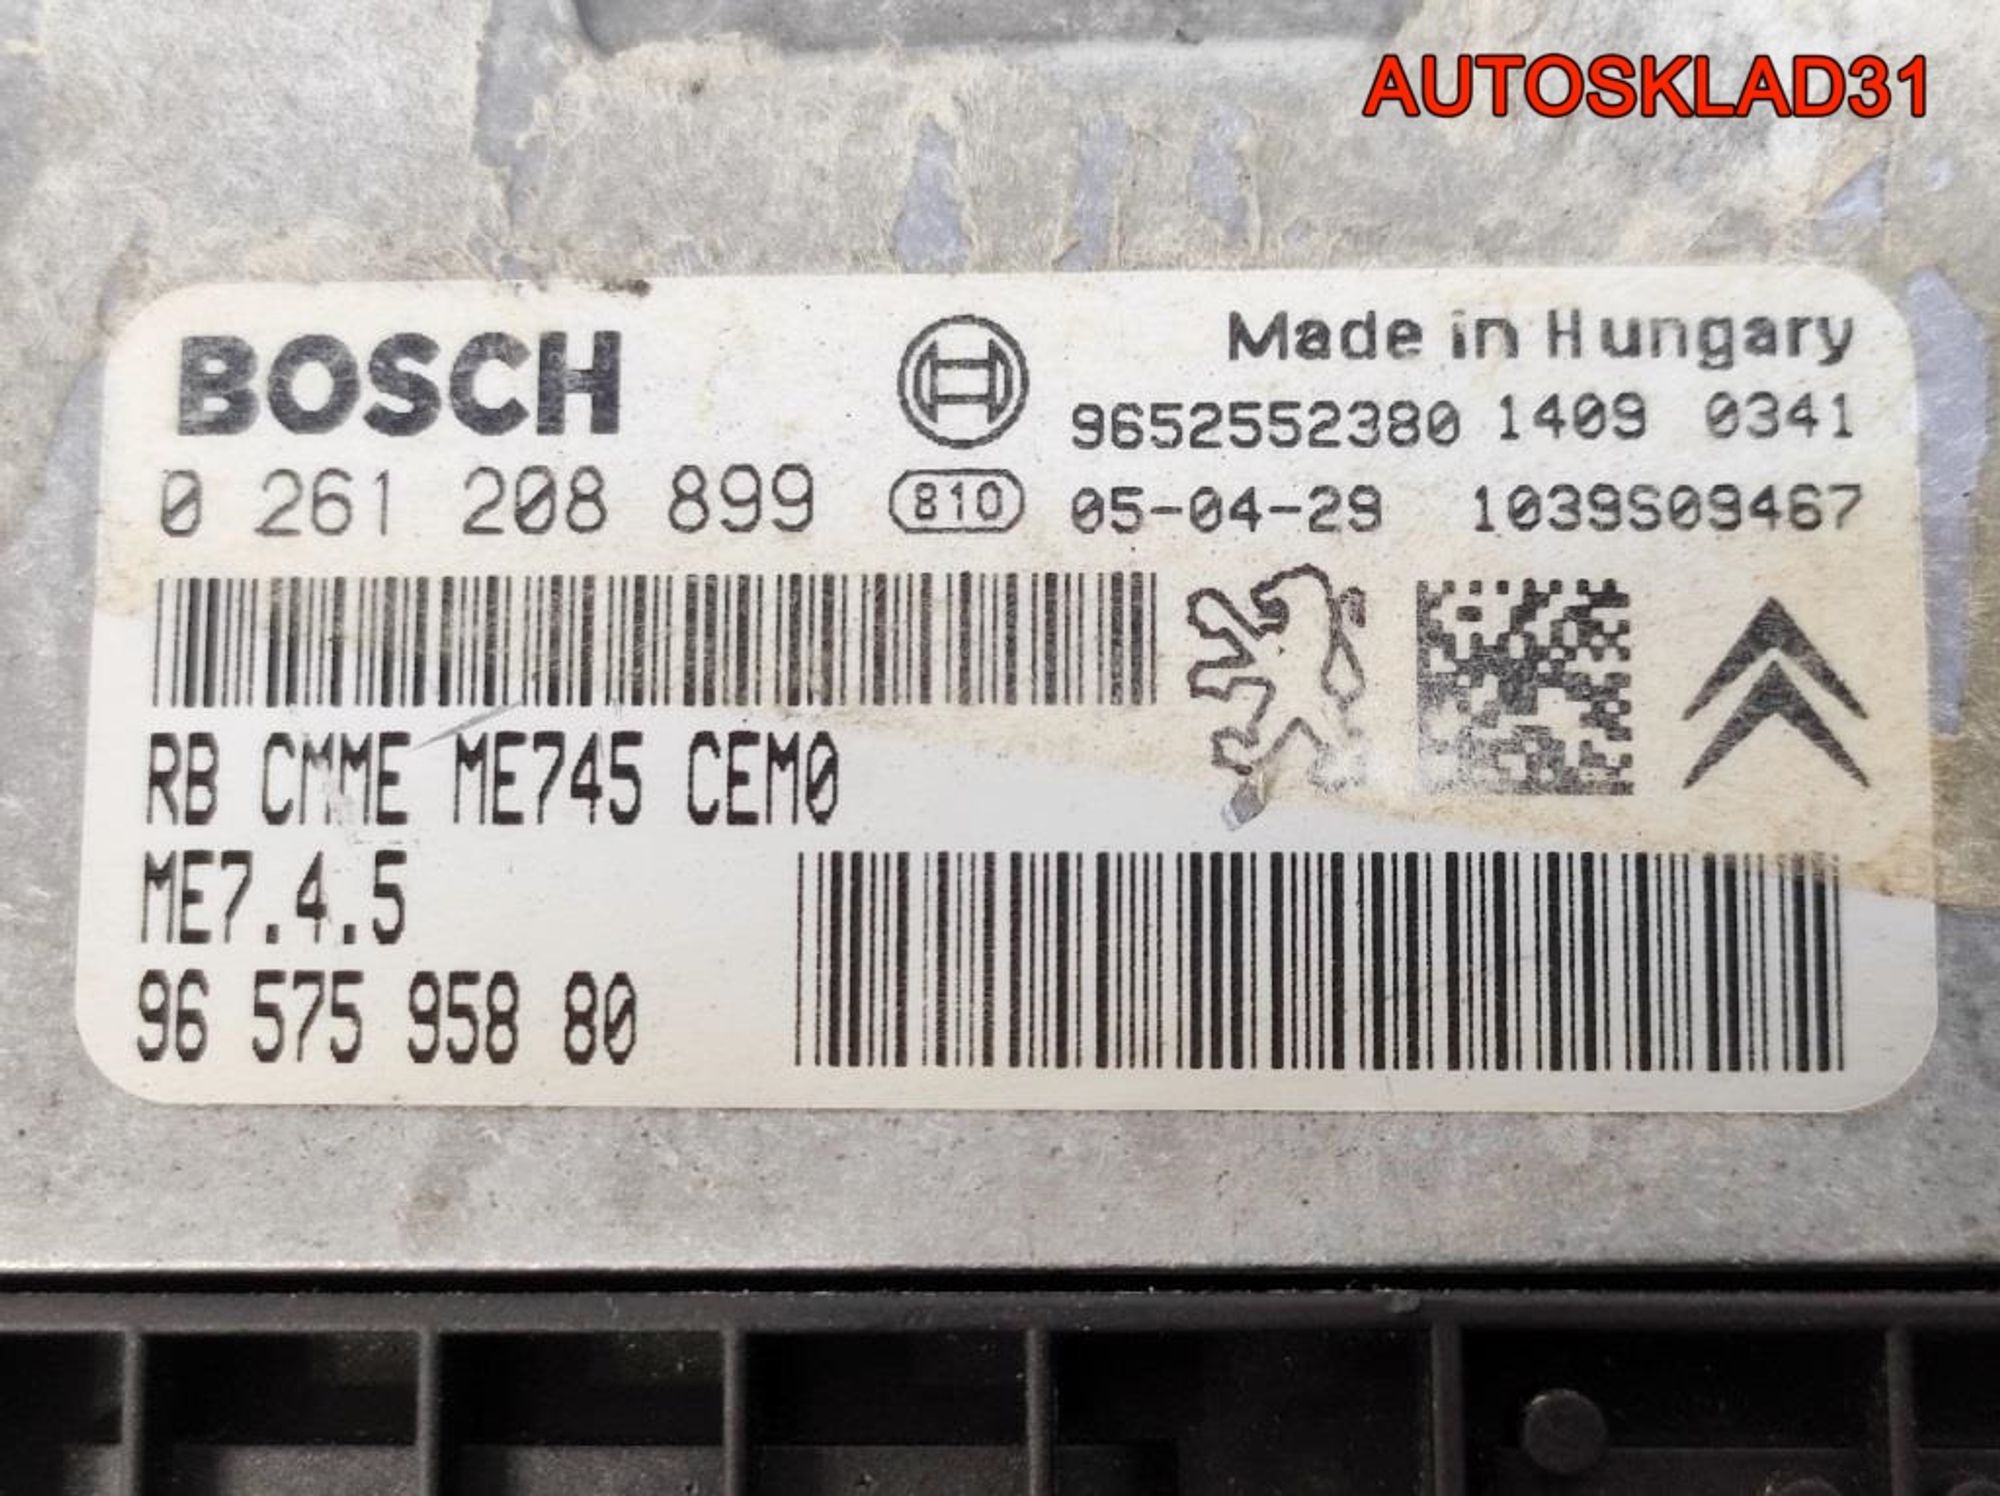 AUTOSKLAD31
BOSCH
Made in Hungary
9652552380 1409 0341
0 261 208 899
810
05-04-29 1039S09467
RB CMME ME745 CEM0
ME7.4.5
96 575 958 80